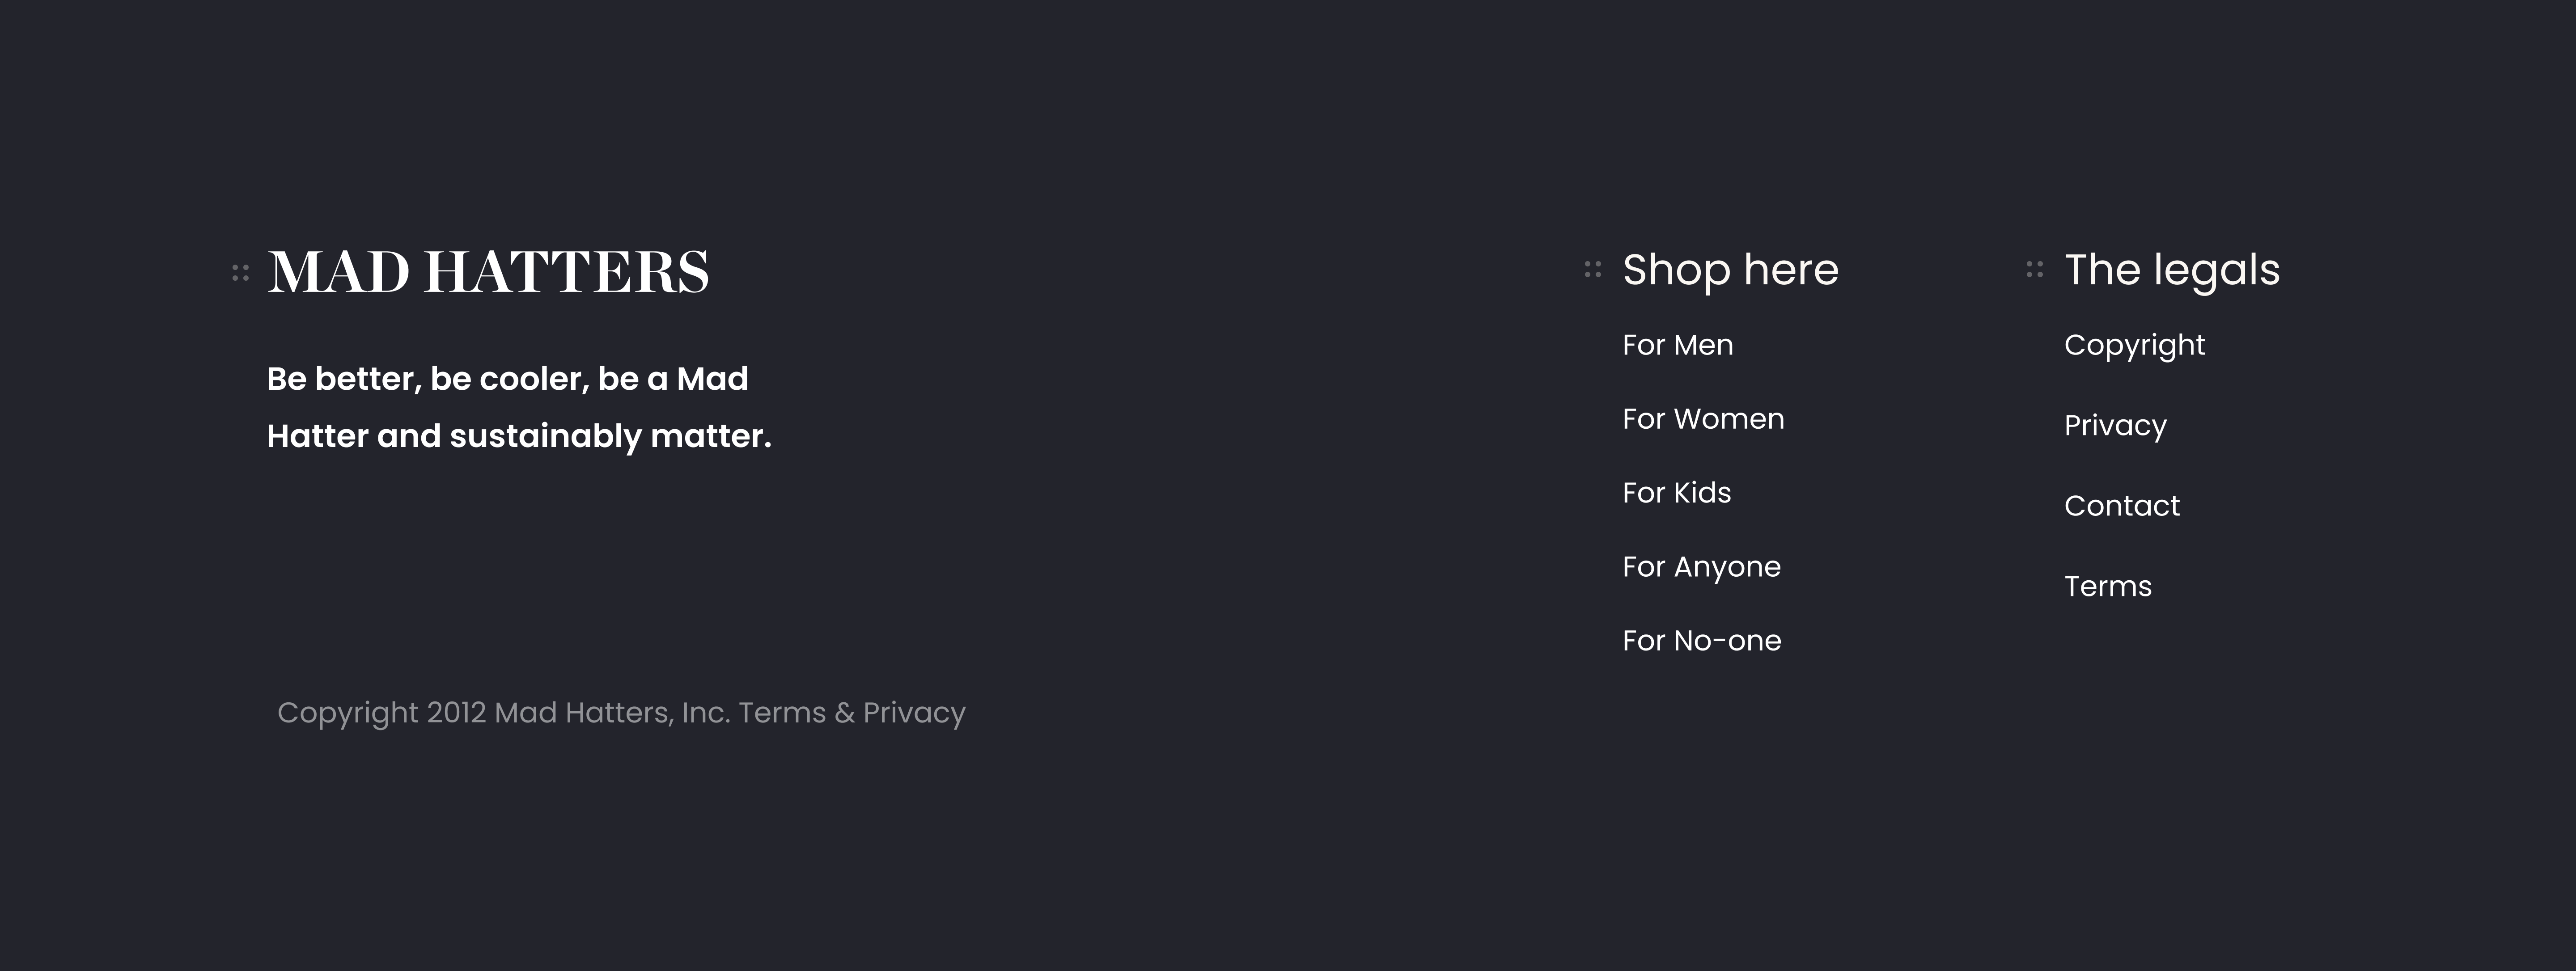 MAD HATTERS
Be better, be cooler, be a Mad
Hatter and sustainably matter.
Copyright 2012 Mad Hatters, Inc. Terms & Privacy
Shop here
For Men
For Women
For Kids
For Anyone
For No-one
The legals
Copyright
Privacy
Contact
Terms